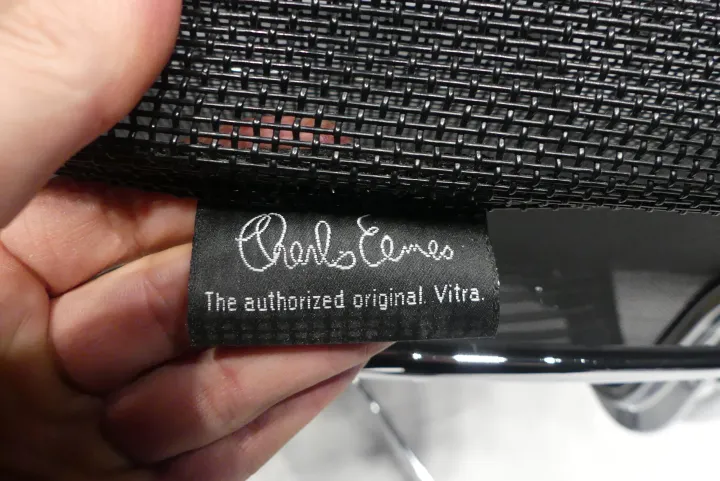 Charles Eames
The authorized original. Vitra.